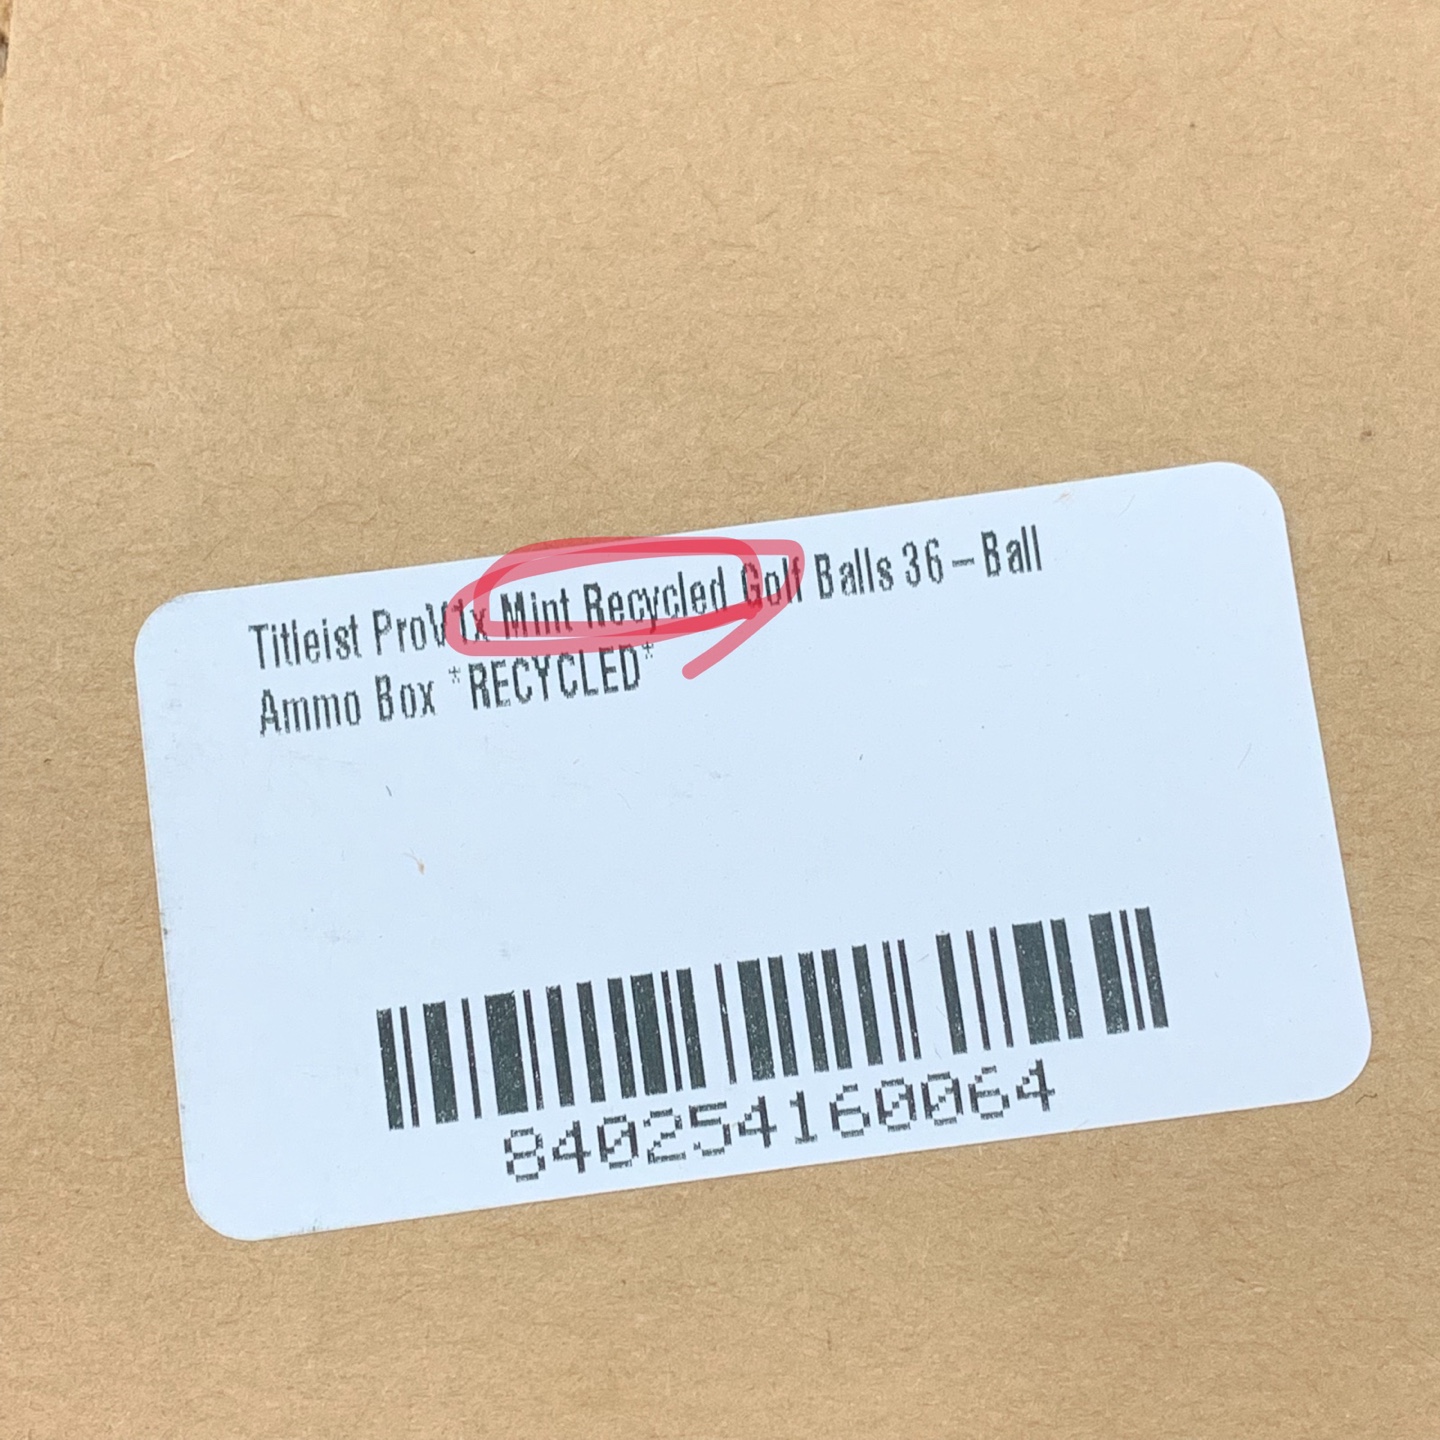 Titleist ProV1x Mint Recycled Golf Balls 36-Ball
Ammo Box *RECYCLED*
840254160064